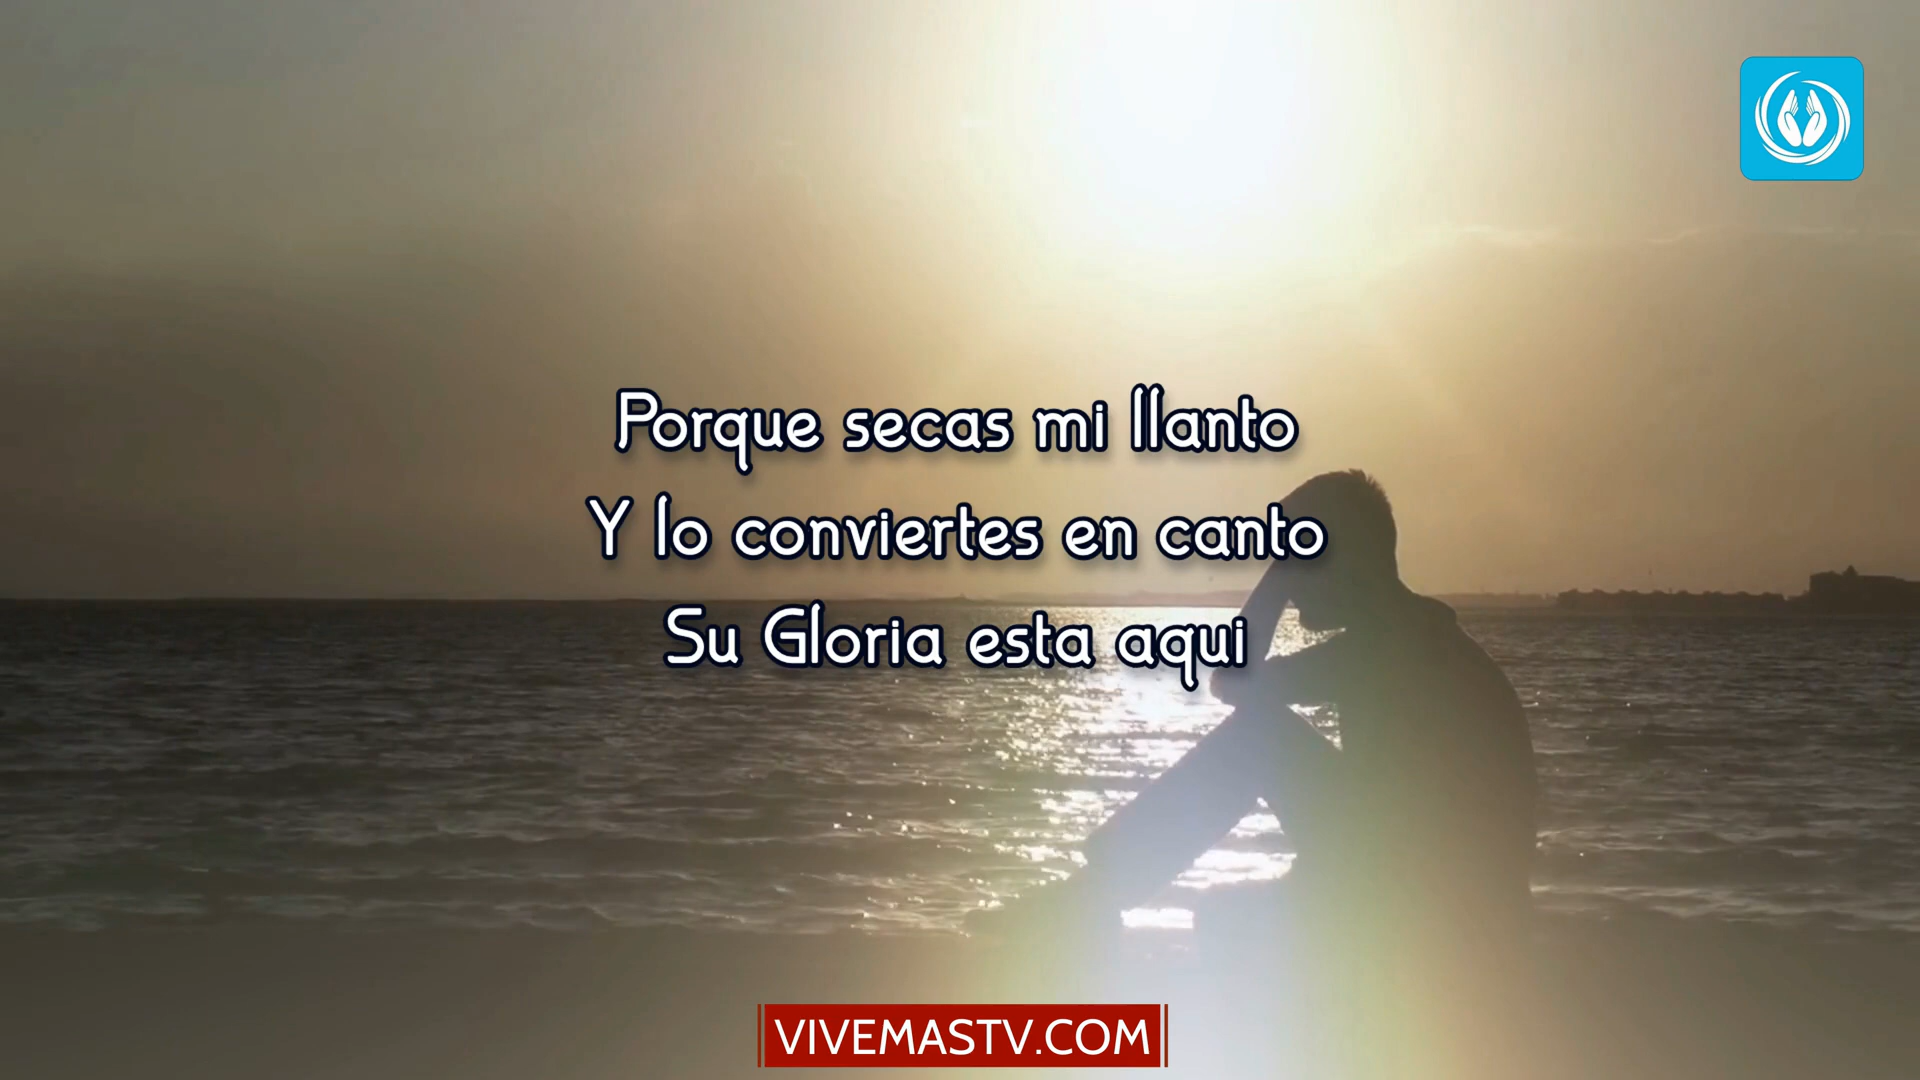 Porque secas mi llanto
Y lo conviertes en canto
Su Gloria esta aqui
VIVEMASTV.COM